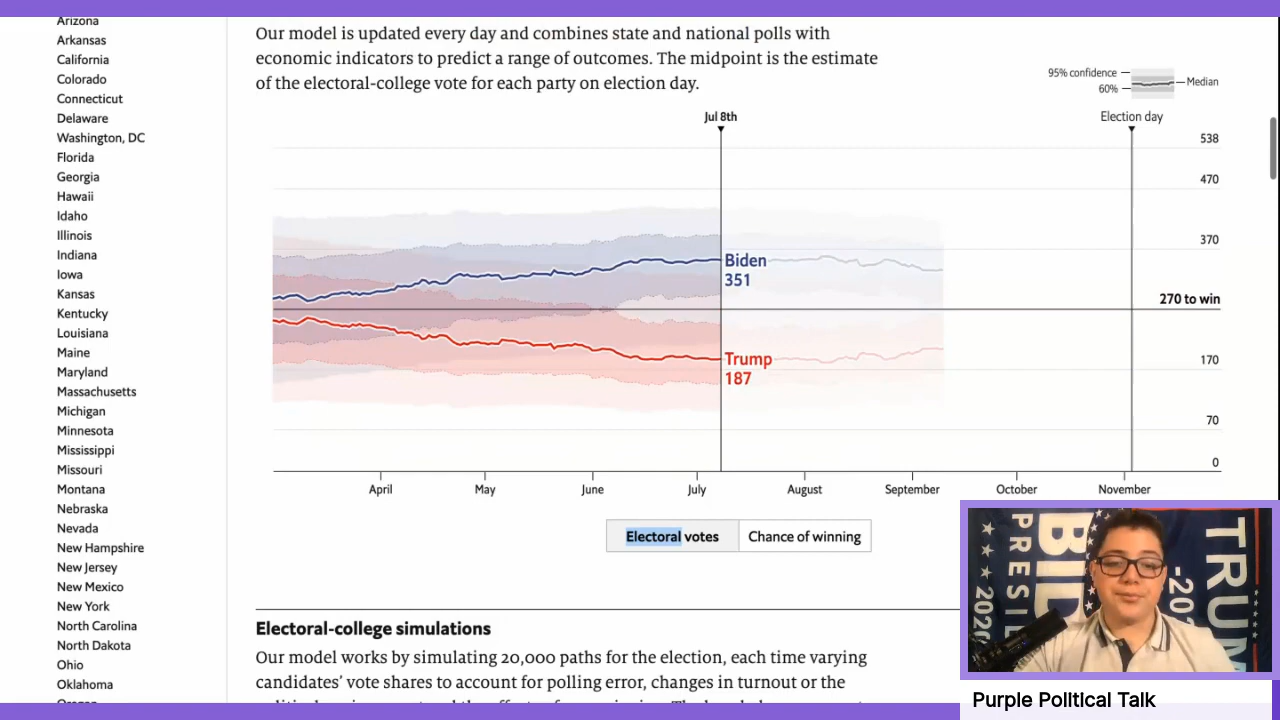 Arizona
Arkansas
California
Colorado
Connecticut
Delaware
Washington, DC
Florida
Georgia
Hawaii
Idaho
Illinois
Indiana
Iowa
Kansas
Kentucky
Louisiana
Maine
Maryland
Massachusetts
Michigan
Minnesota
Mississippi
Missouri
Montana
Nebraska
Nevada
New Hampshire
New Jersey
New Mexico
New York
North Carolina
North Dakota
Ohio
Oklahoma
Our model is updated every day and combines state and national polls with
economic indicators to predict a range of outcomes. The midpoint is the estimate
of the electoral-college vote for each party on election day.
95% confidence
60%
Median
Jul 8th
Election day
538
470
370
270 to win
170
70
0
Biden
351
Trump
187
April
May
June
July
August
September
October
November
Electoral votes
Chance of winning
Electoral-college simulations
Our model works by simulating 20,000 paths for the election, each time varying
candidates' vote shares to account for polling error, changes in turnout or the
PRESID
BID
2020
TRUM
-202
Purple Political Talk